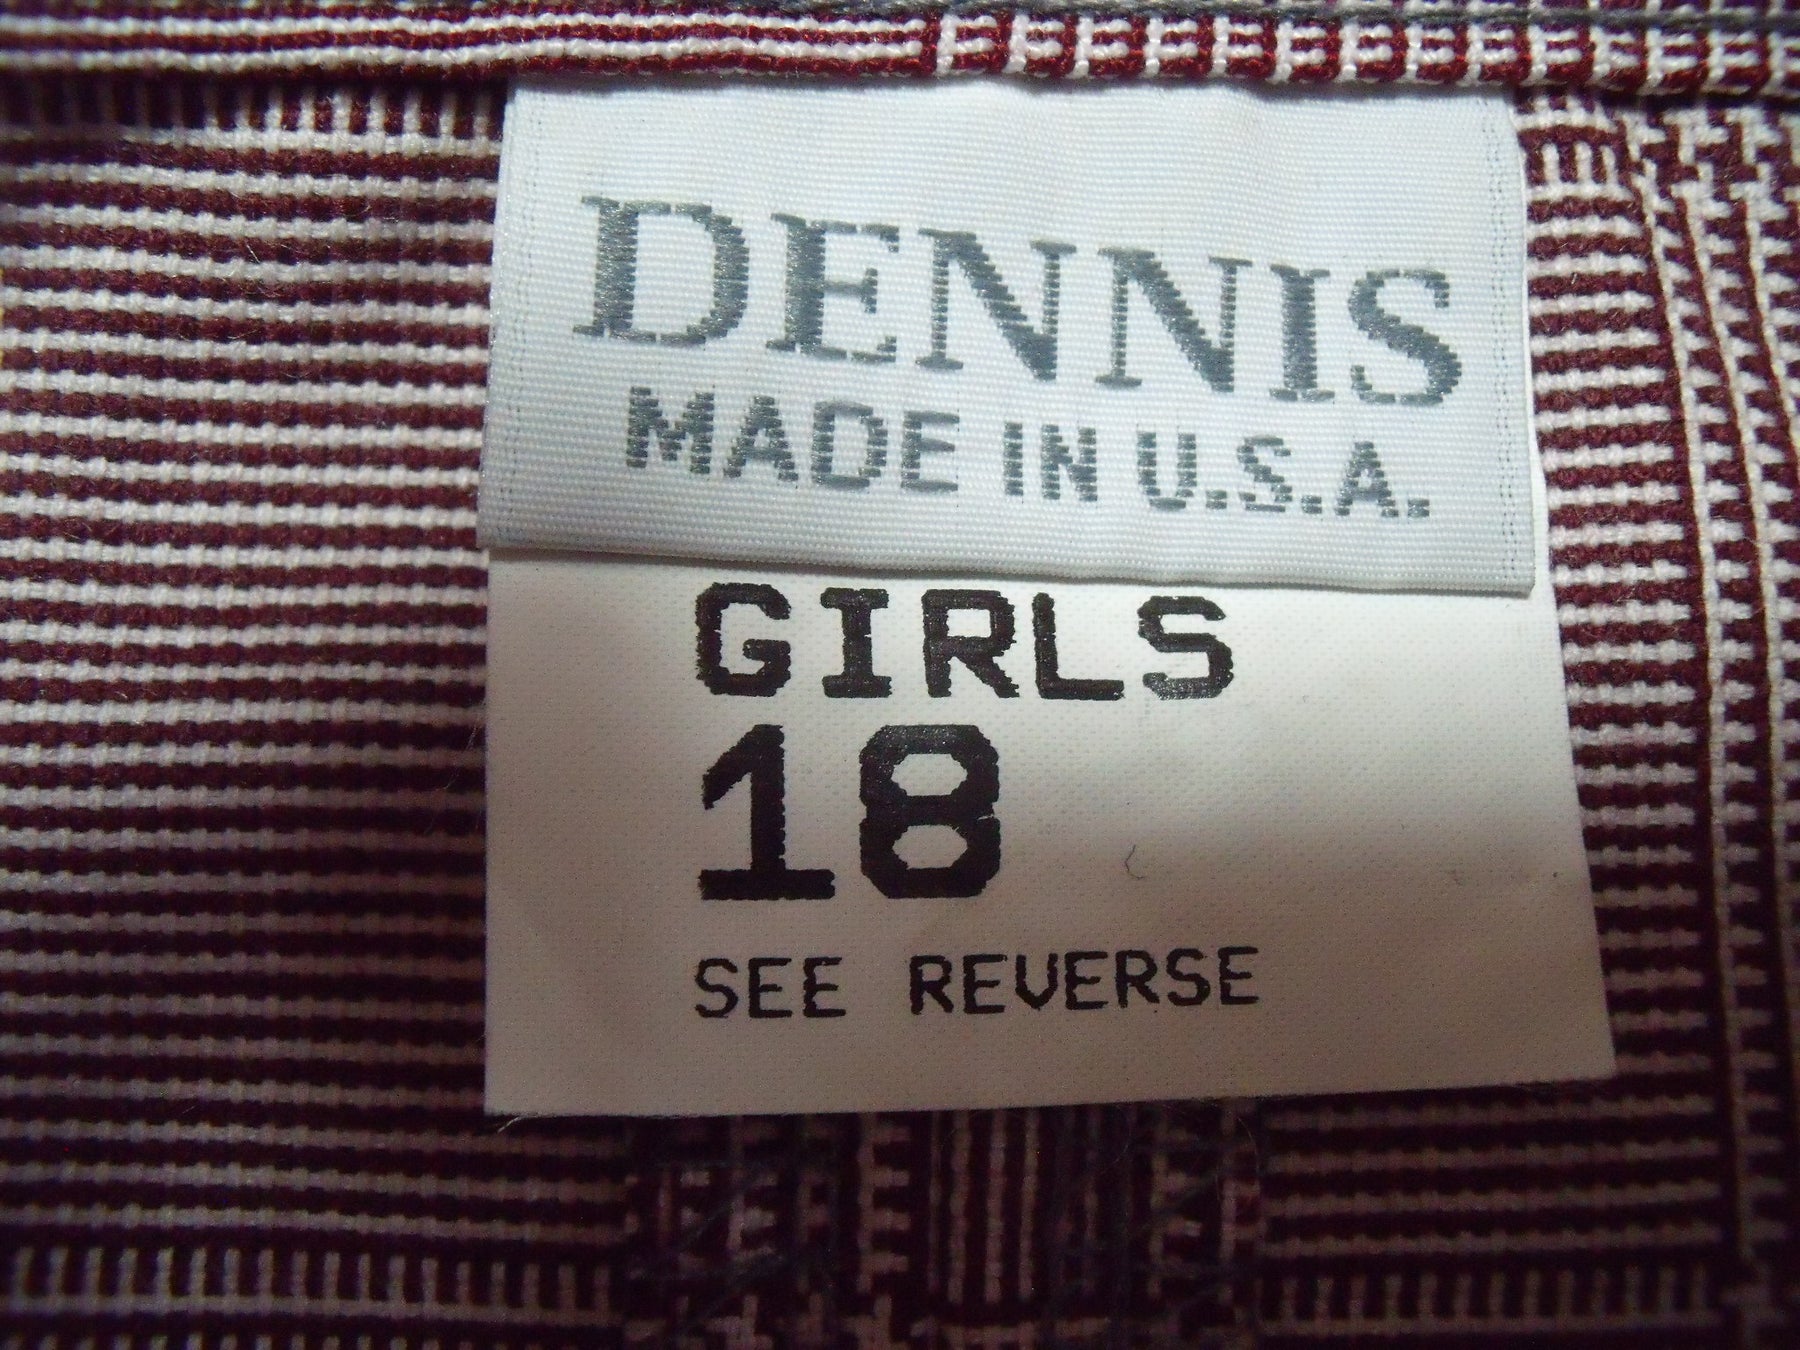 DENNIS
MADE IN U.S.A.
GIRLS
18
SEE REVERSE